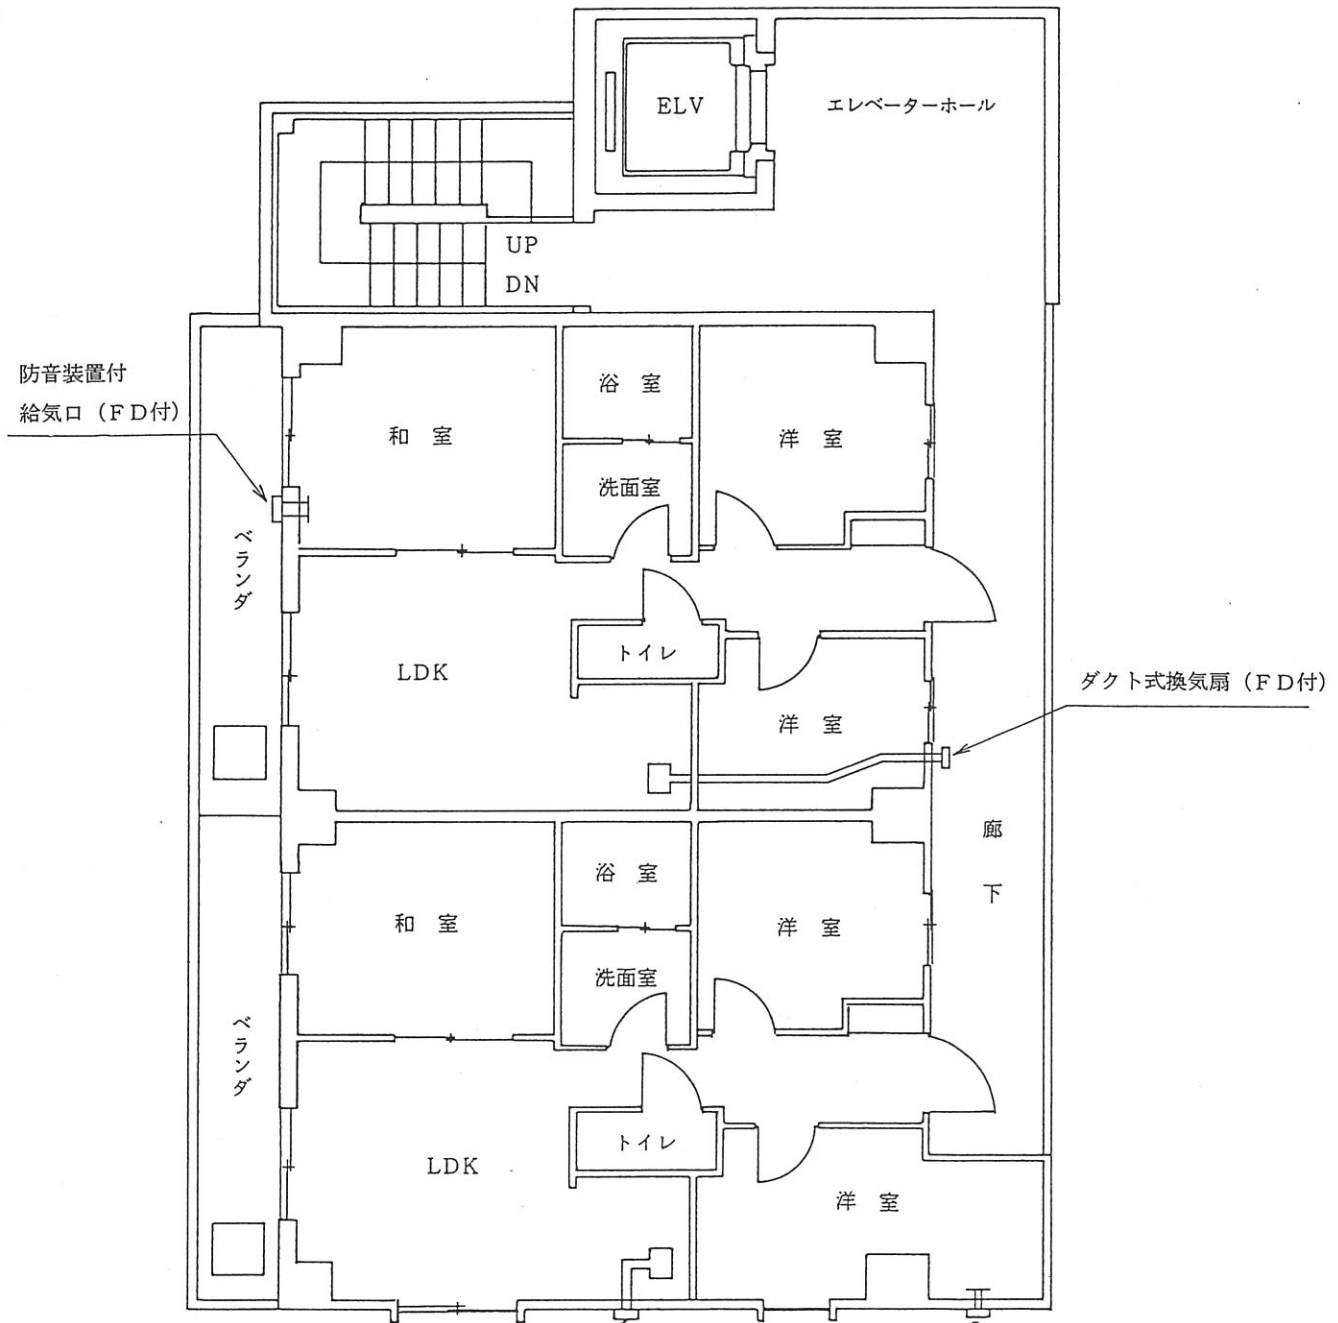 ELV
エレベーターホール
UP
DN
防音装置付
給気口（ＦＤ付）
浴 室
和 室
洋 室
洗面室
ベランダ
トイレ
LDK
ダクト式換気扇（ＦＤ付）
洋 室
廊下
浴 室
和 室
洋 室
洗面室
ベランダ
トイレ
LDK
洋 室